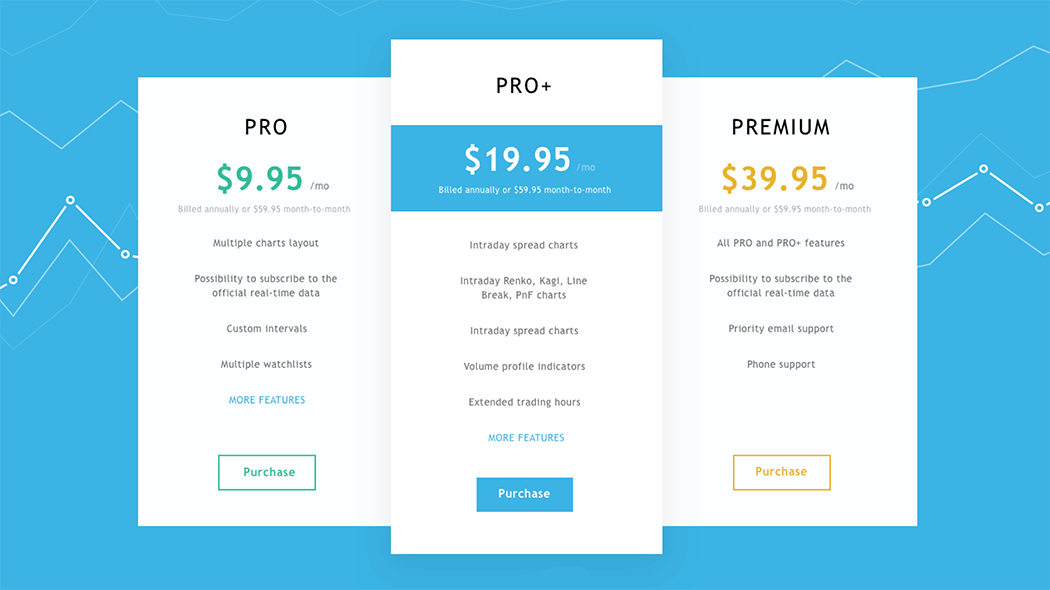 PRO
$9.95 /mo
Billed annually or $59.95 month-to-month
Multiple charts layout
Possibility to subscribe to the
official real-time data
Custom intervals
Multiple watchlists
MORE FEATURES
Purchase
PRO+
$19.95 /mo
Billed annually or $59.95 month-to-month
Intraday spread charts
Intraday Renko, Kagi, Line
Break, PnF charts
Intraday spread charts
Volume profile indicators
Extended trading hours
MORE FEATURES
Purchase
PREMIUM
$39.95 /mo
Billed annually or $59.95 month-to-month
All PRO and PRO+ features
Possibility to subscribe to the
official real-time data
Priority email support
Phone support
Purchase